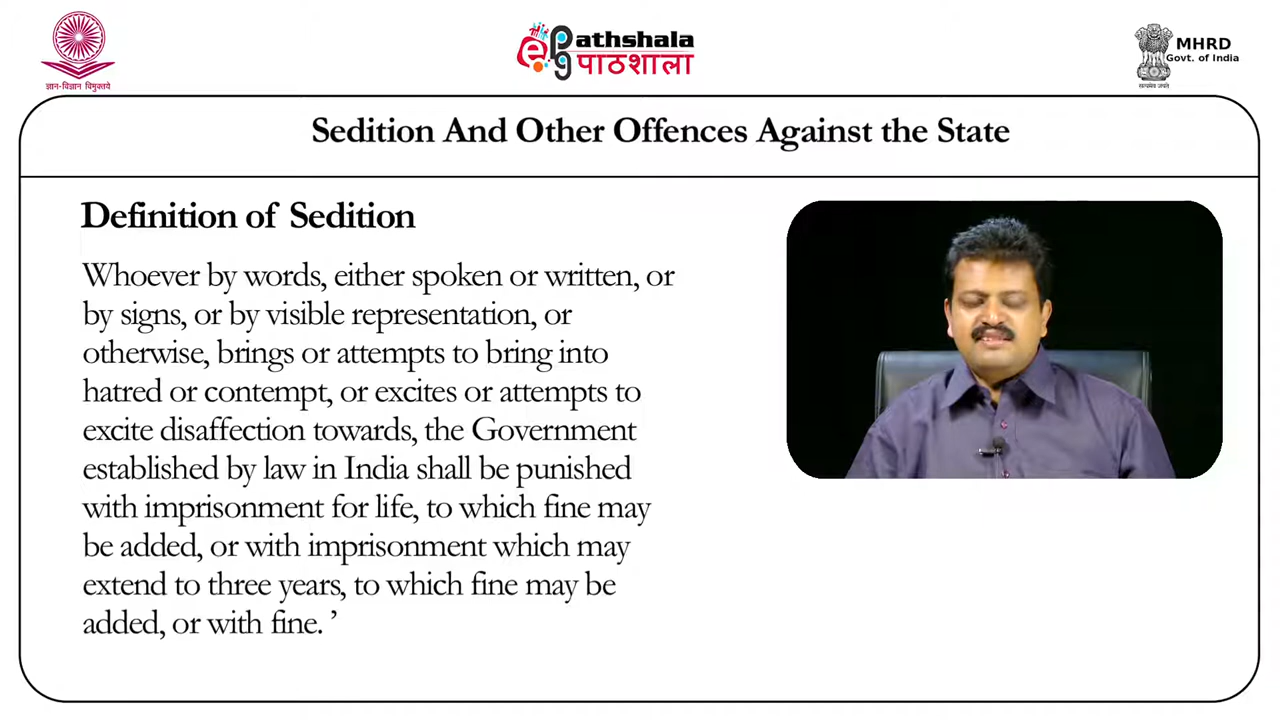 ज्ञान-विज्ञान विमुक्तये
ePg Pathshala
पाठशाला
MHRD
Govt. of India
सत्यमेव जयते
Sedition And Other Offences Against the State
Definition of Sedition
Whoever by words, either spoken or written, or
by signs, or by visible representation, or
otherwise, brings or attempts to bring into
hatred or contempt, or excites or attempts to
excite disaffection towards, the Government
established by law in India shall be punished
with imprisonment for life, to which fine may
be added, or with imprisonment which may
extend to three years, to which fine may be
added, or with fine. ’